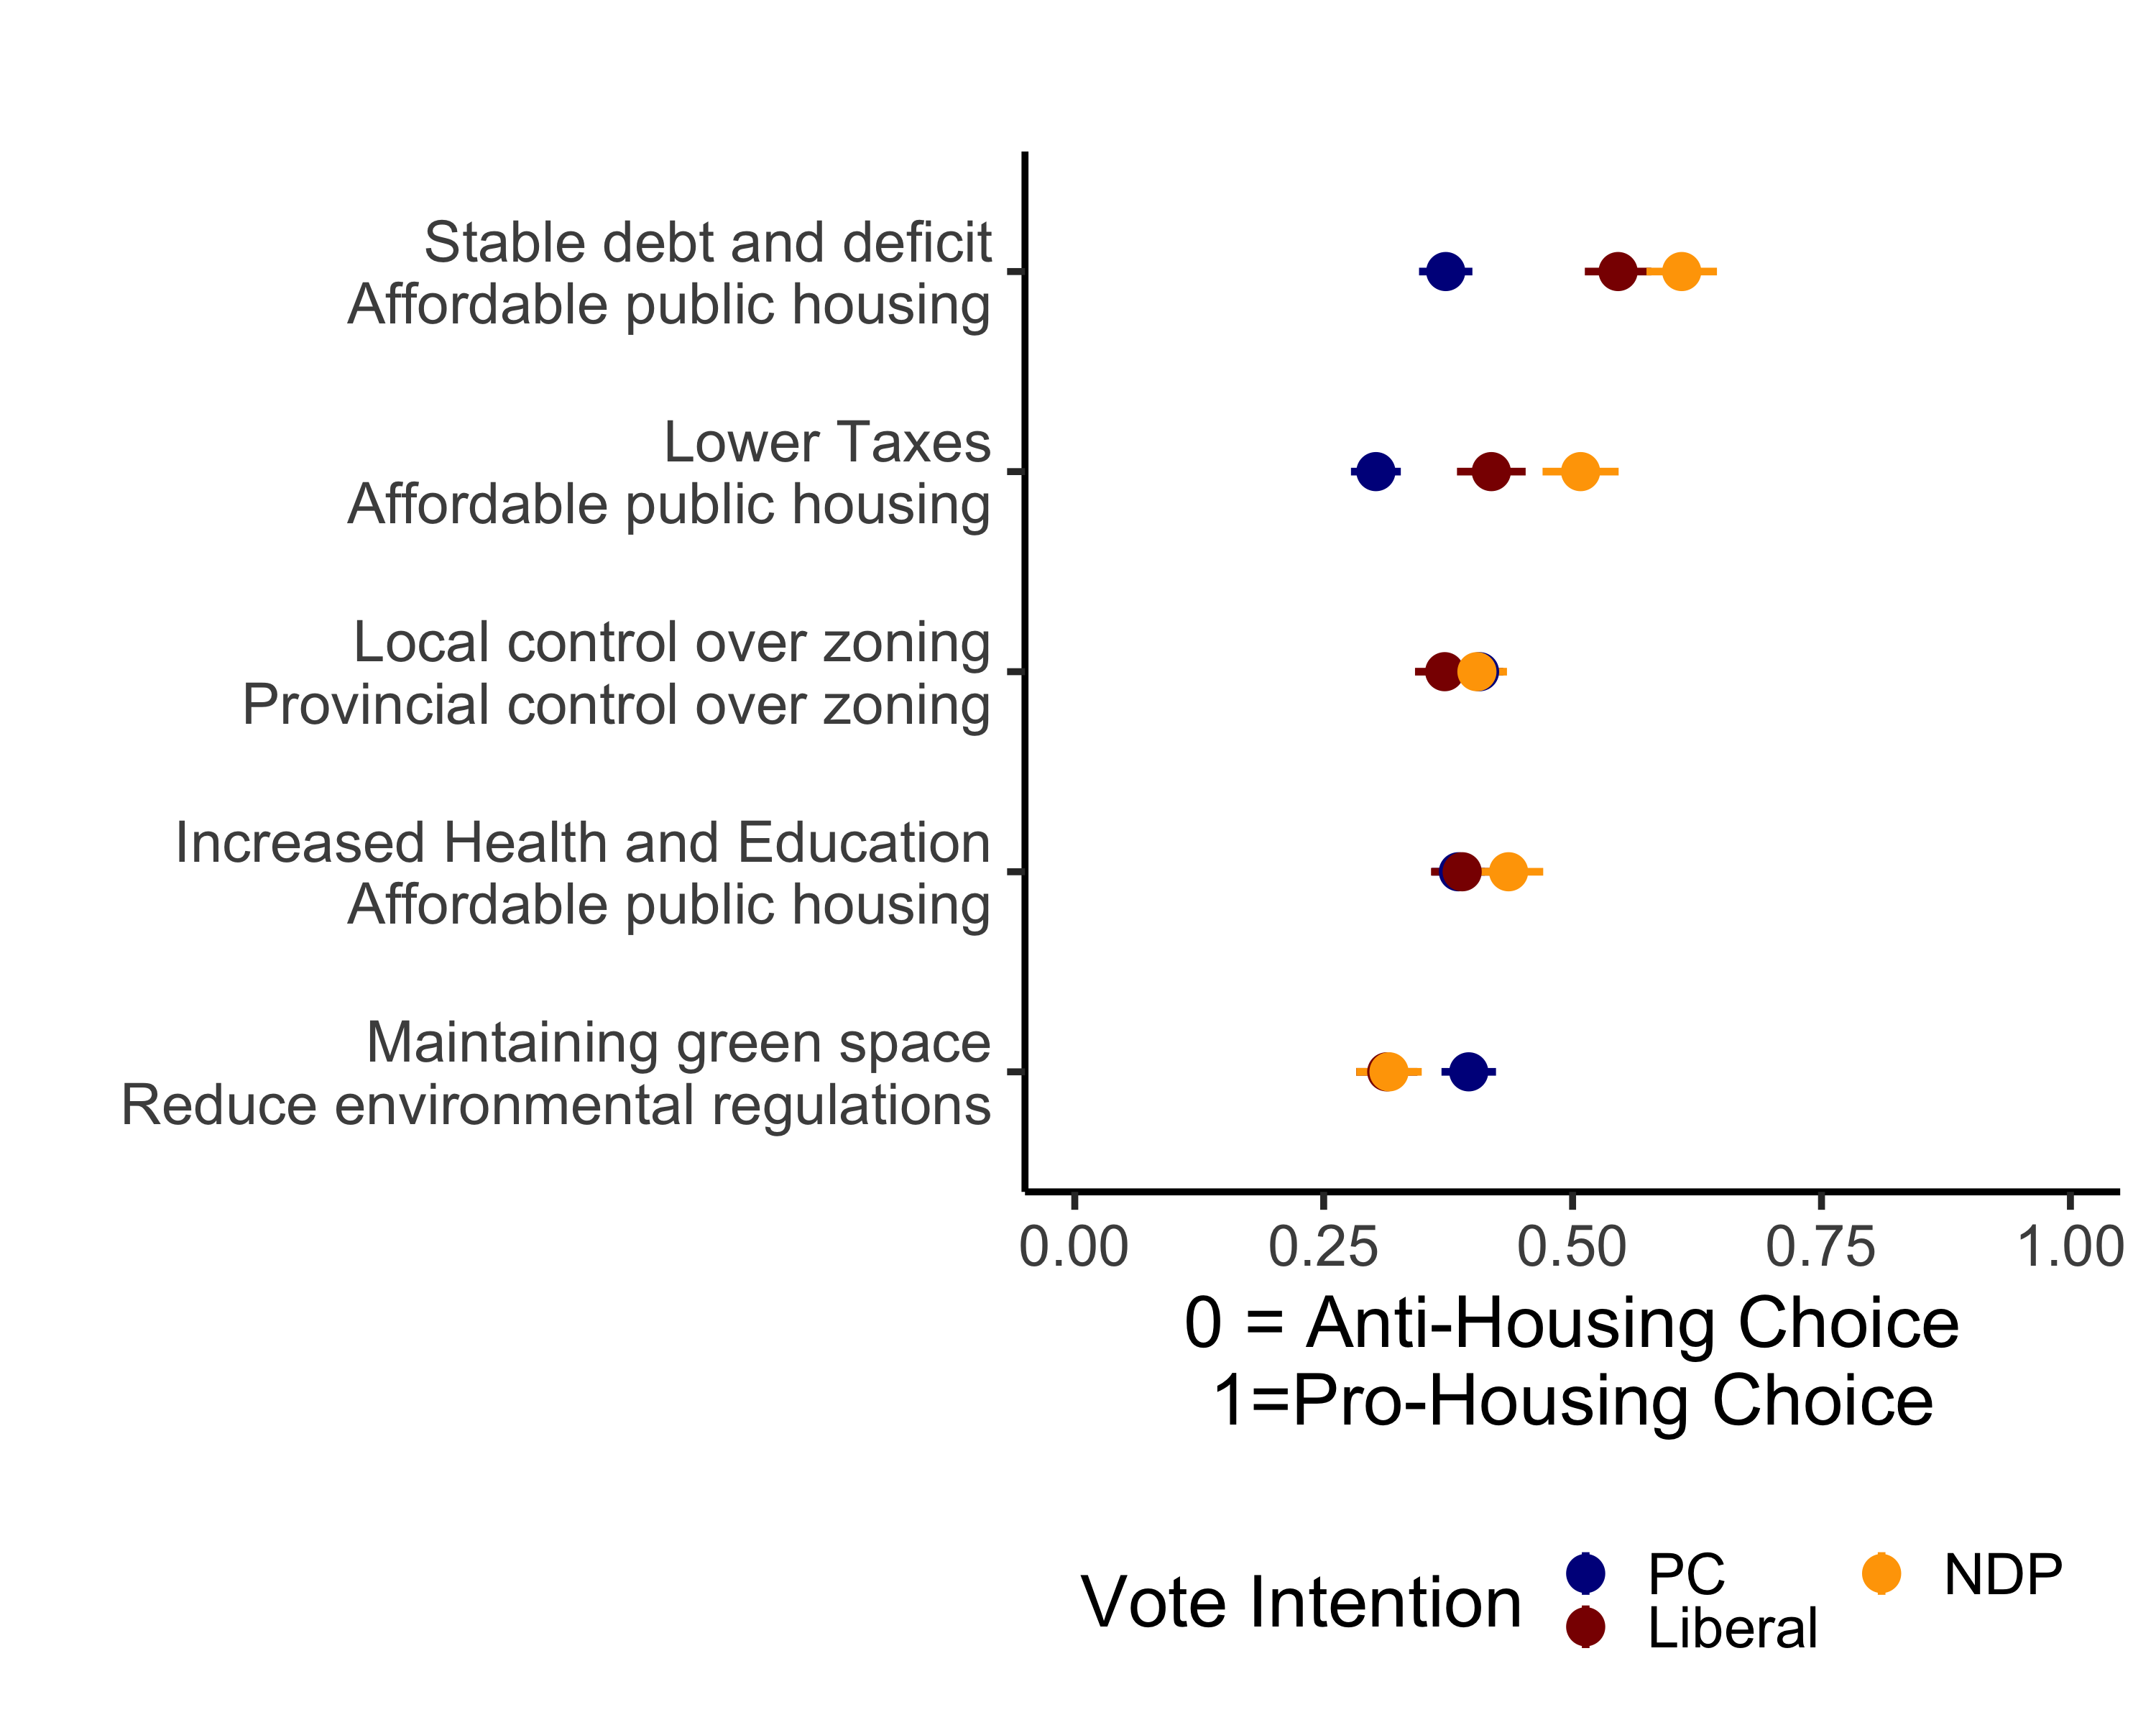 Stable debt and deficit
Affordable public housing
Lower Taxes
Affordable public housing
Local control over zoning
Provincial control over zoning
Increased Health and Education
Affordable public housing
Maintaining green space
Reduce environmental regulations
0.00 0.25 0.50 0.75 1.00
0 = Anti-Housing Choice
1=Pro-Housing Choice
Vote Intention
PC NDP
Liberal